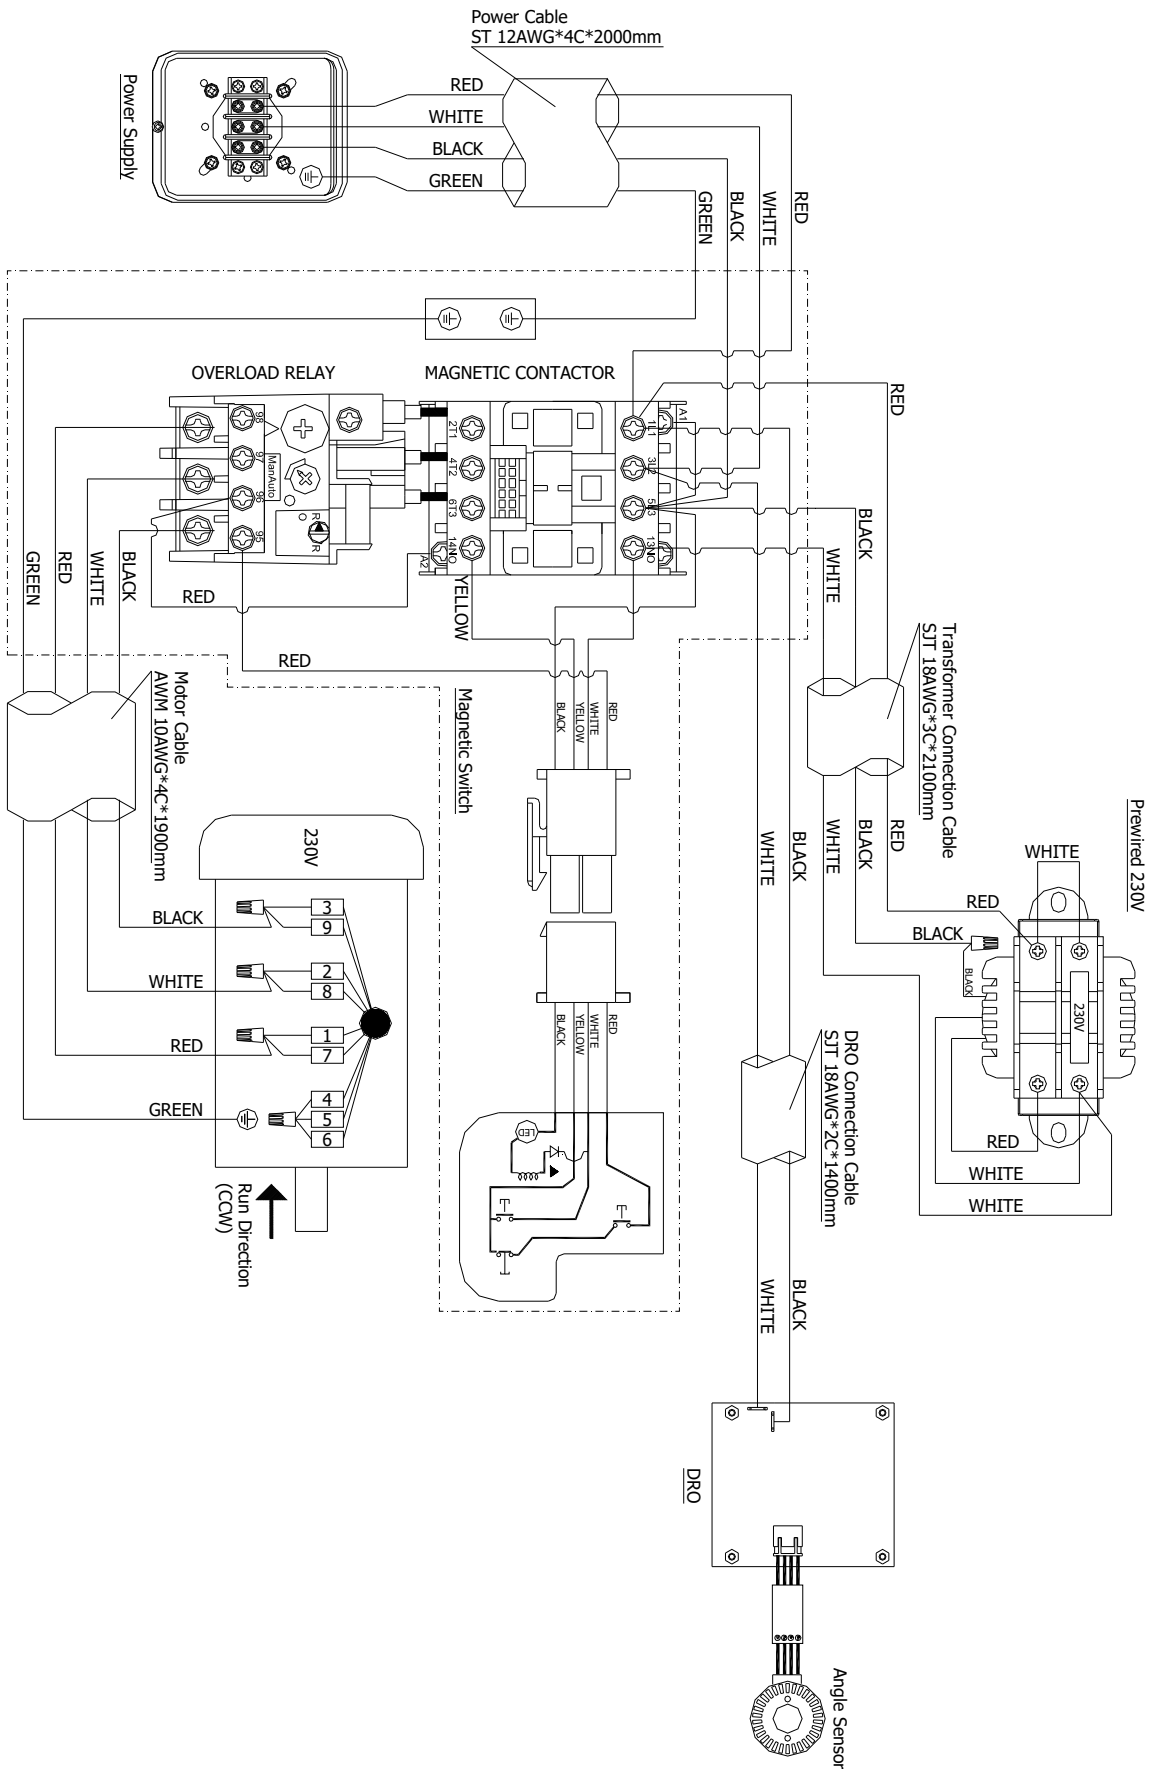 Power Cable
ST 12AWG*4C*2000mm
Power Supply
RED
WHITE
BLACK
GREEN
RED
WHITE
BLACK
GREEN
OVERLOAD RELAY
MAGNETIC CONTACTOR
RED
98
97
96
95
ManAuto
R
R
2T1
4T2
6T3
14NO
A2
1L1
3L2
5L3
13NO
A1
GREEN
RED
WHITE
BLACK
RED
YELLOW
RED
BLACK
WHITE
Transformer Connection Cable
SJT 18AWG*3C*2100mm
Motor Cable
AWM 10AWG*4C*1900mm
Magnetic Switch
BLACK
YELLOW
WHITE
RED
WHITE
BLACK
WHITE
BLACK
RED
Prewired 230V
WHITE
RED
BLACK
BLACK
230V
RED
WHITE
WHITE
230V
BLACK
3
9
WHITE
2
8
RED
1
7
GREEN
4
5
6
Run Direction
(CCW)
BLACK
YELLOW
WHITE
RED
LED
DRO Connection Cable
SJT 18AWG*2C*1400mm
WHITE
BLACK
DRO
Angle Sensor